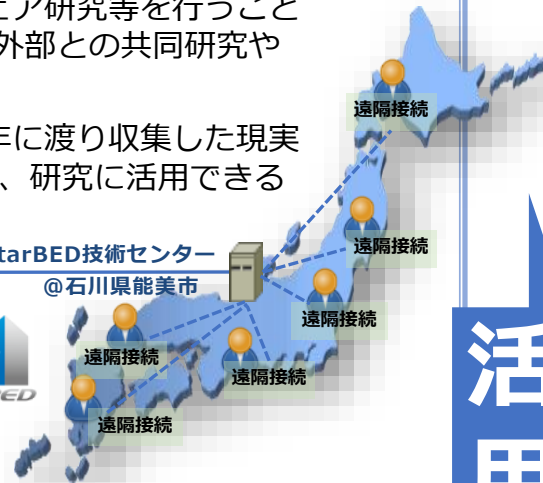 ェア研究等を行うこと
外部との共同研究や
年に渡り収集した現実
、研究に活用できる
遠隔接続
tarBED技術センター
@石川県能美市
遠隔接続
遠隔接続
遠隔接続
遠隔接続
遠隔接続
ED
活
用